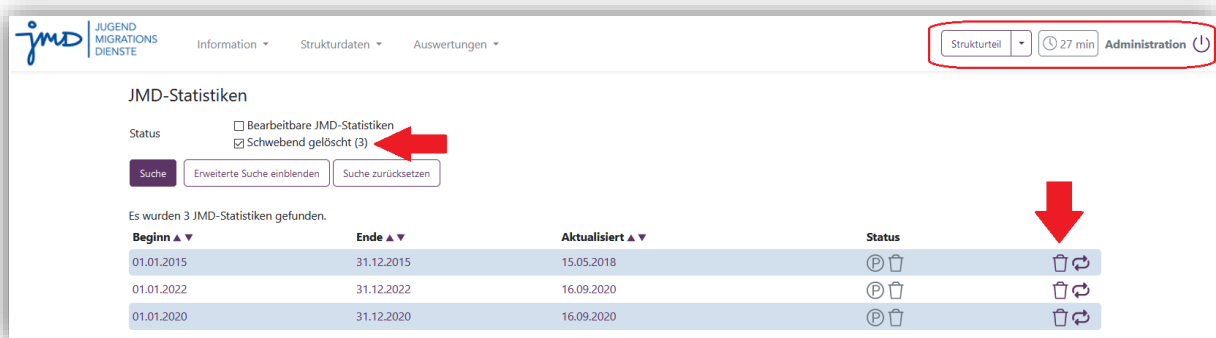 jmd JUGEND MIGRATIONS DIENSTE
Information Strukturdaten Auswertungen Strukturteil 27 min Administration
JMD-Statistiken
Status Bearbeitbare JMD-Statistiken
Schwebend gelöscht (3)
Suche Erweiterte Suche einblenden Suche zurücksetzen
Es wurden 3 JMD-Statistiken gefunden.
Beginn ▲ ▼ Ende ▲ ▼ Aktualisiert ▲ ▼ Status
01.01.2015 31.12.2015 15.05.2018 P
01.01.2022 31.12.2022 16.09.2020 P
01.01.2020 31.12.2020 16.09.2020 P